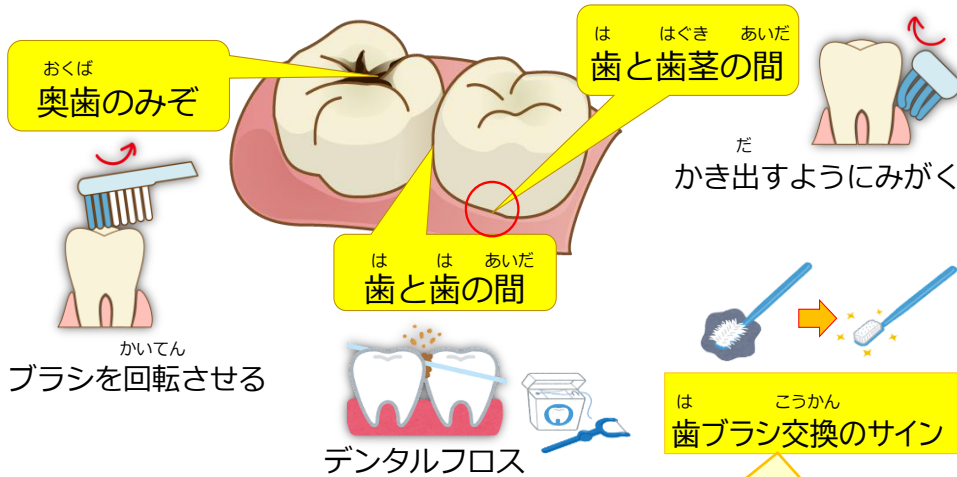 おくば
奥歯のみぞ
は はぐき あいだ
歯と歯茎の間
だ
かき出すようにみがく
は は あいだ
歯と歯の間
かいてん
ブラシを回転させる
デンタルフロス
は こうかん
歯ブラシ交換のサイン